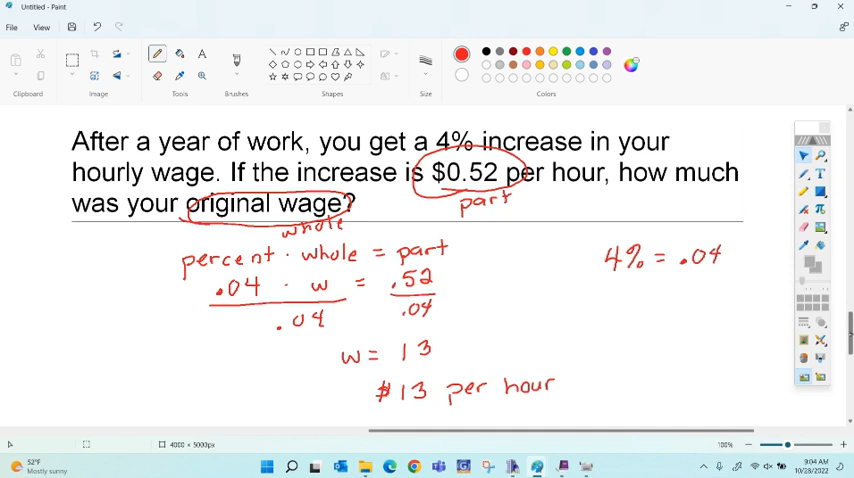 Untitled - Paint
File View
Clipboard Image Tools Brushes Shapes Size Colors
After a year of work, you get a 4% increase in your
hourly wage. If the increase is $0.52 per hour, how much
was your original wage?
part
whole
percent · whole = part
4% = .04
.04 · w = .52
.04 .04
w = 13
$13 per hour
4000 × 5000px
100%
52°F
Mostly sunny
9:04 AM
10/28/2022